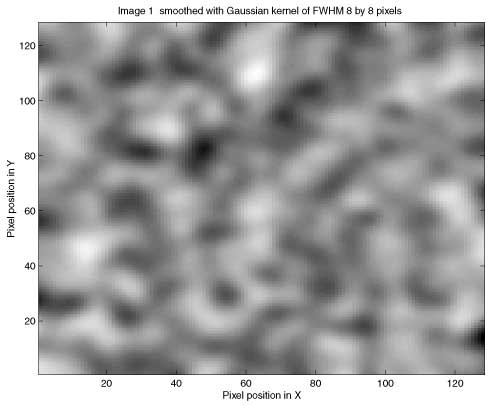 Image 1  smoothed with Gaussian kernel of FWHM 8 by 8 pixels
120
100
80
60
40
20
Pixel position in Y
20 40 60 80 100 120
Pixel position in X